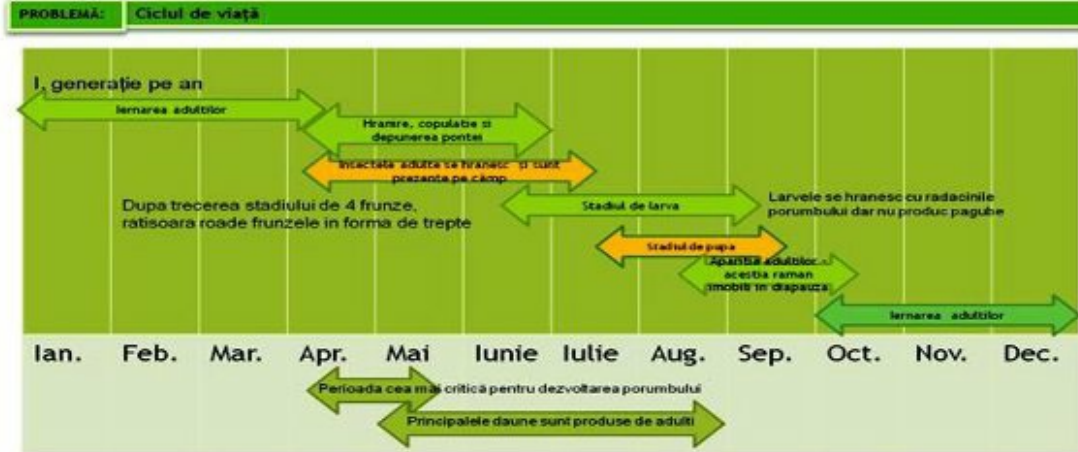 PROBLEMĂ:
Ciclul de viață
I, generație pe an
Iernarea adultilor
Hranire, copulatie si
depunerea pontei
Insectele adulte se hranesc și sunt
prezente pe câmp
Dupa trecerea stadiului de 4 frunze,
ratisoara roade frunzele in forma de trepte
Stadiul de larva
Larvele se hranesc cu radacinile
porumbului dar nu produc pagube
Stadiul de pupa
Aparitia adultilor -
acestia raman
imobili in diapauza
Iernarea adultilor
Ian. Feb. Mar. Apr. Mai Iunie Iulie Aug. Sep. Oct. Nov. Dec.
Perioada cea mai critică pentru dezvoltarea porumbului
Principalele daune sunt produse de adulti